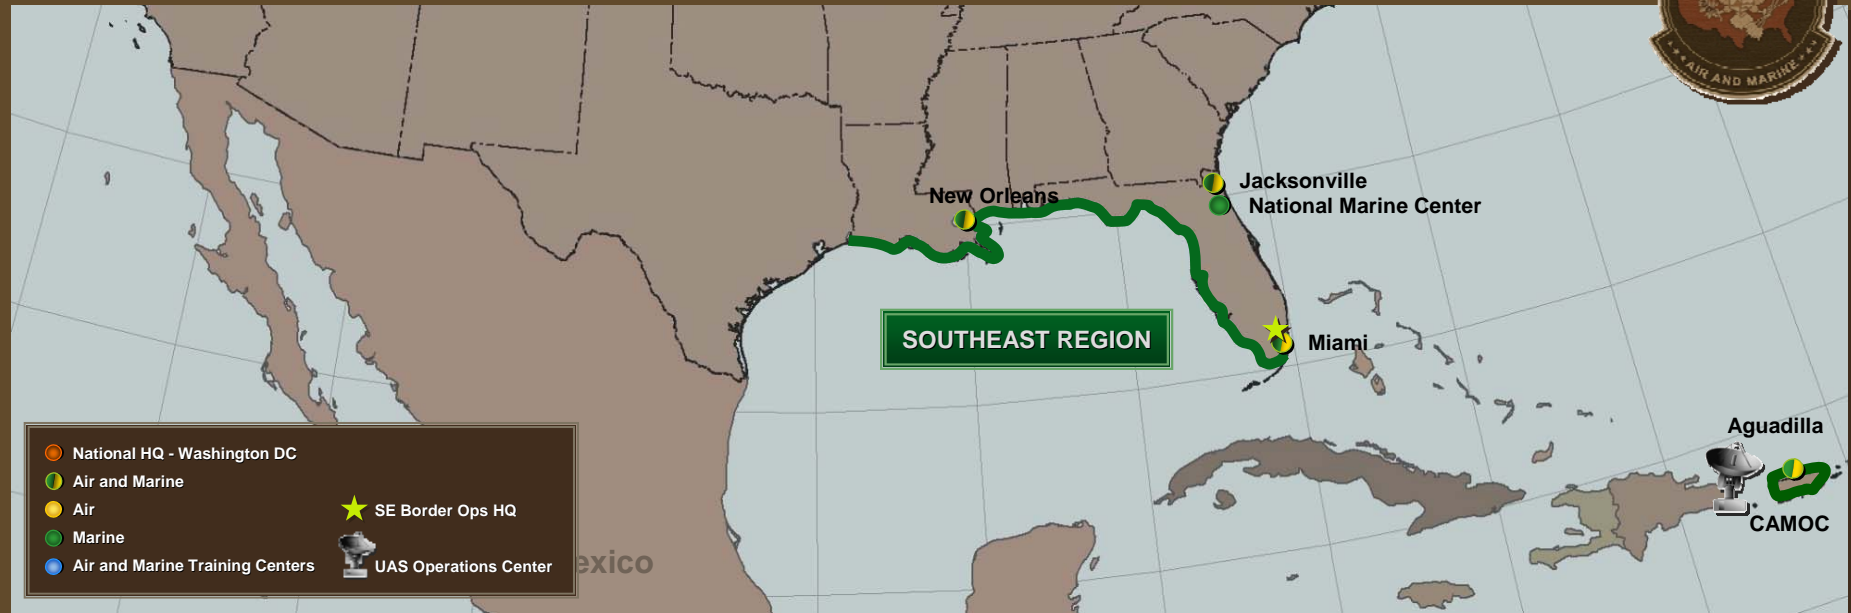 AIR AND MARINE
New Orleans
Jacksonville
National Marine Center
SOUTHEAST REGION
Miami
Aguadilla
CAMOC
National HQ - Washington DC
Air and Marine
Air
Marine
Air and Marine Training Centers
SE Border Ops HQ
UAS Operations Center
exico